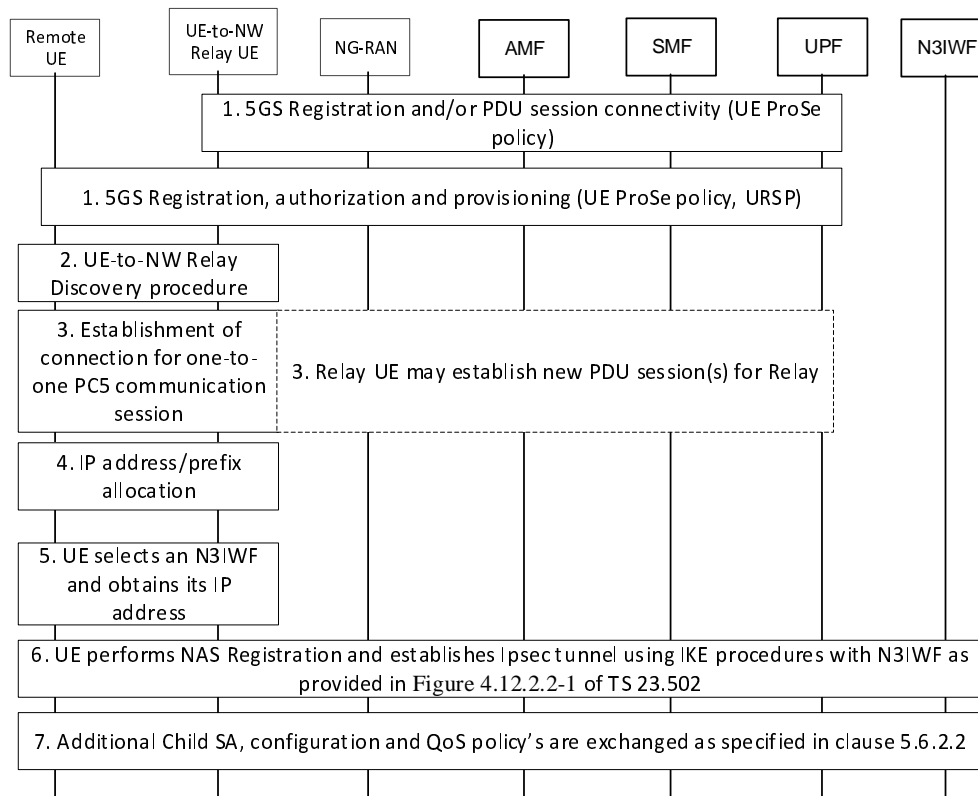 Remote
UE
UE-to-NW
Relay UE
NG-RAN
AMF
SMF
UPF
N3IWF
1. 5GS Registration and/or PDU session connectivity (UE ProSe
policy)
1. 5GS Registration, authorization and provisioning (UE ProSe policy, URSP)
2. UE-to-NW Relay
Discovery procedure
3. Establishment of
connection for one-to-
one PC5 communication
session
3. Relay UE may establish new PDU session(s) for Relay
4. IP address/prefix
allocation
5. UE selects an N3IWF
and obtains its IP
address
6. UE performs NAS Registration and establishes Ipsec tunnel using IKE procedures with N3IWF as
provided in Figure 4.12.2.2-1 of TS 23.502
7. Additional Child SA, configuration and QoS policy’s are exchanged as specified in clause 5.6.2.2